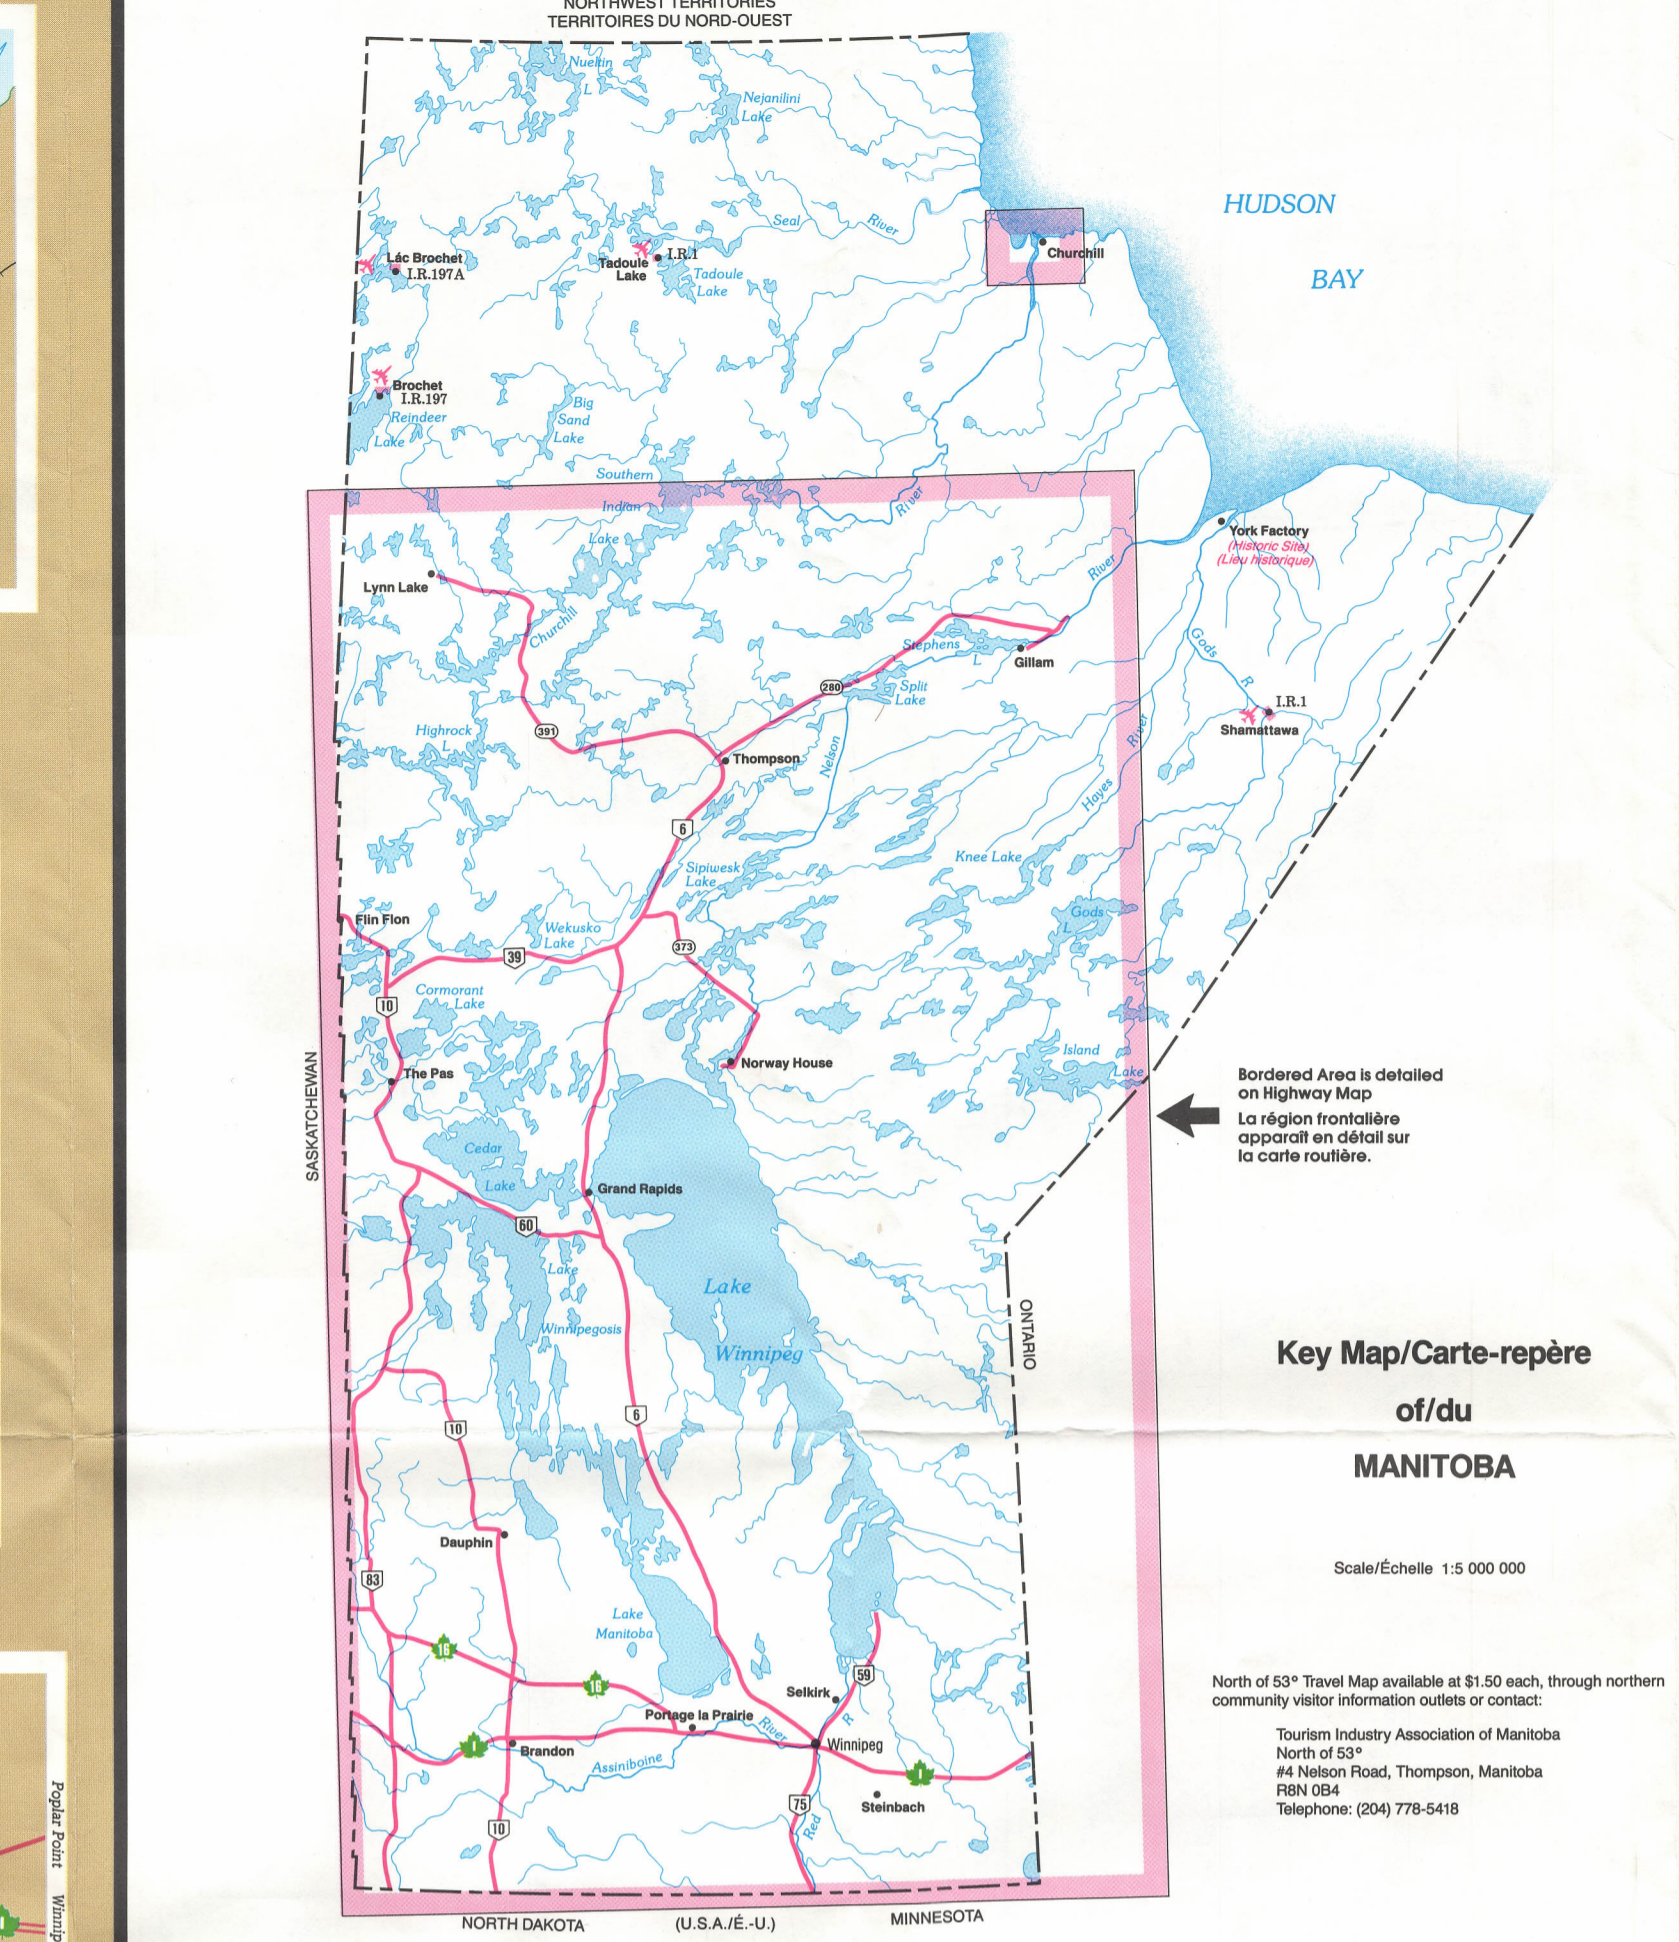 NORTHWEST TERRITORIES
TERRITOIRES DU NORD-OUEST
Nueltin
L
Nejanilini
Lake
HUDSON
BAY
Seal
River
Churchill
Lác Brochet
I.R.197A
Tadoule
Lake
I.R.1
Tadoule
Lake
Brochet
I.R.197
Reindeer
Lake
Big
Sand
Lake
Southern
Indian
Lake
River
York Factory
(Historic Site)
(Lieu historique)
River
Lynn Lake
Churchill
Stephens
L
Gillam
Gods
R
280
Split
Lake
I.R.1
Shamattawa
Highrock
L
391
Thompson
Nelson
River
Hayes
6
Knee Lake
Sipiwesk
Lake
Flin Flon
Wekusko
Lake
Gods
L
39
373
Cormorant
Lake
10
Norway House
Island
Lake
The Pas
SASKATCHEWAN
Bordered Area is detailed
on Highway Map
La région frontalière
apparaît en détail sur
la carte routière.
Cedar
Lake
Grand Rapids
60
Lake
Winnipegosis
Lake
Winnipeg
ONTARIO
Key Map/Carte-repère
of/du
MANITOBA
6
10
Scale/Échelle 1:5 000 000
Dauphin
83
Lake
Manitoba
16
16
59
Selkirk
North of 53° Travel Map available at $1.50 each, through northern
community visitor information outlets or contact:
Portage la Prairie
River
R
1
Brandon
Winnipeg
Assiniboine
1
Tourism Industry Association of Manitoba
North of 53°
#4 Nelson Road, Thompson, Manitoba
R8N 0B4
Telephone: (204) 778-5418
75
Steinbach
10
Red
NORTH DAKOTA
(U.S.A./É.-U.)
MINNESOTA
Poplar Point
Winnip